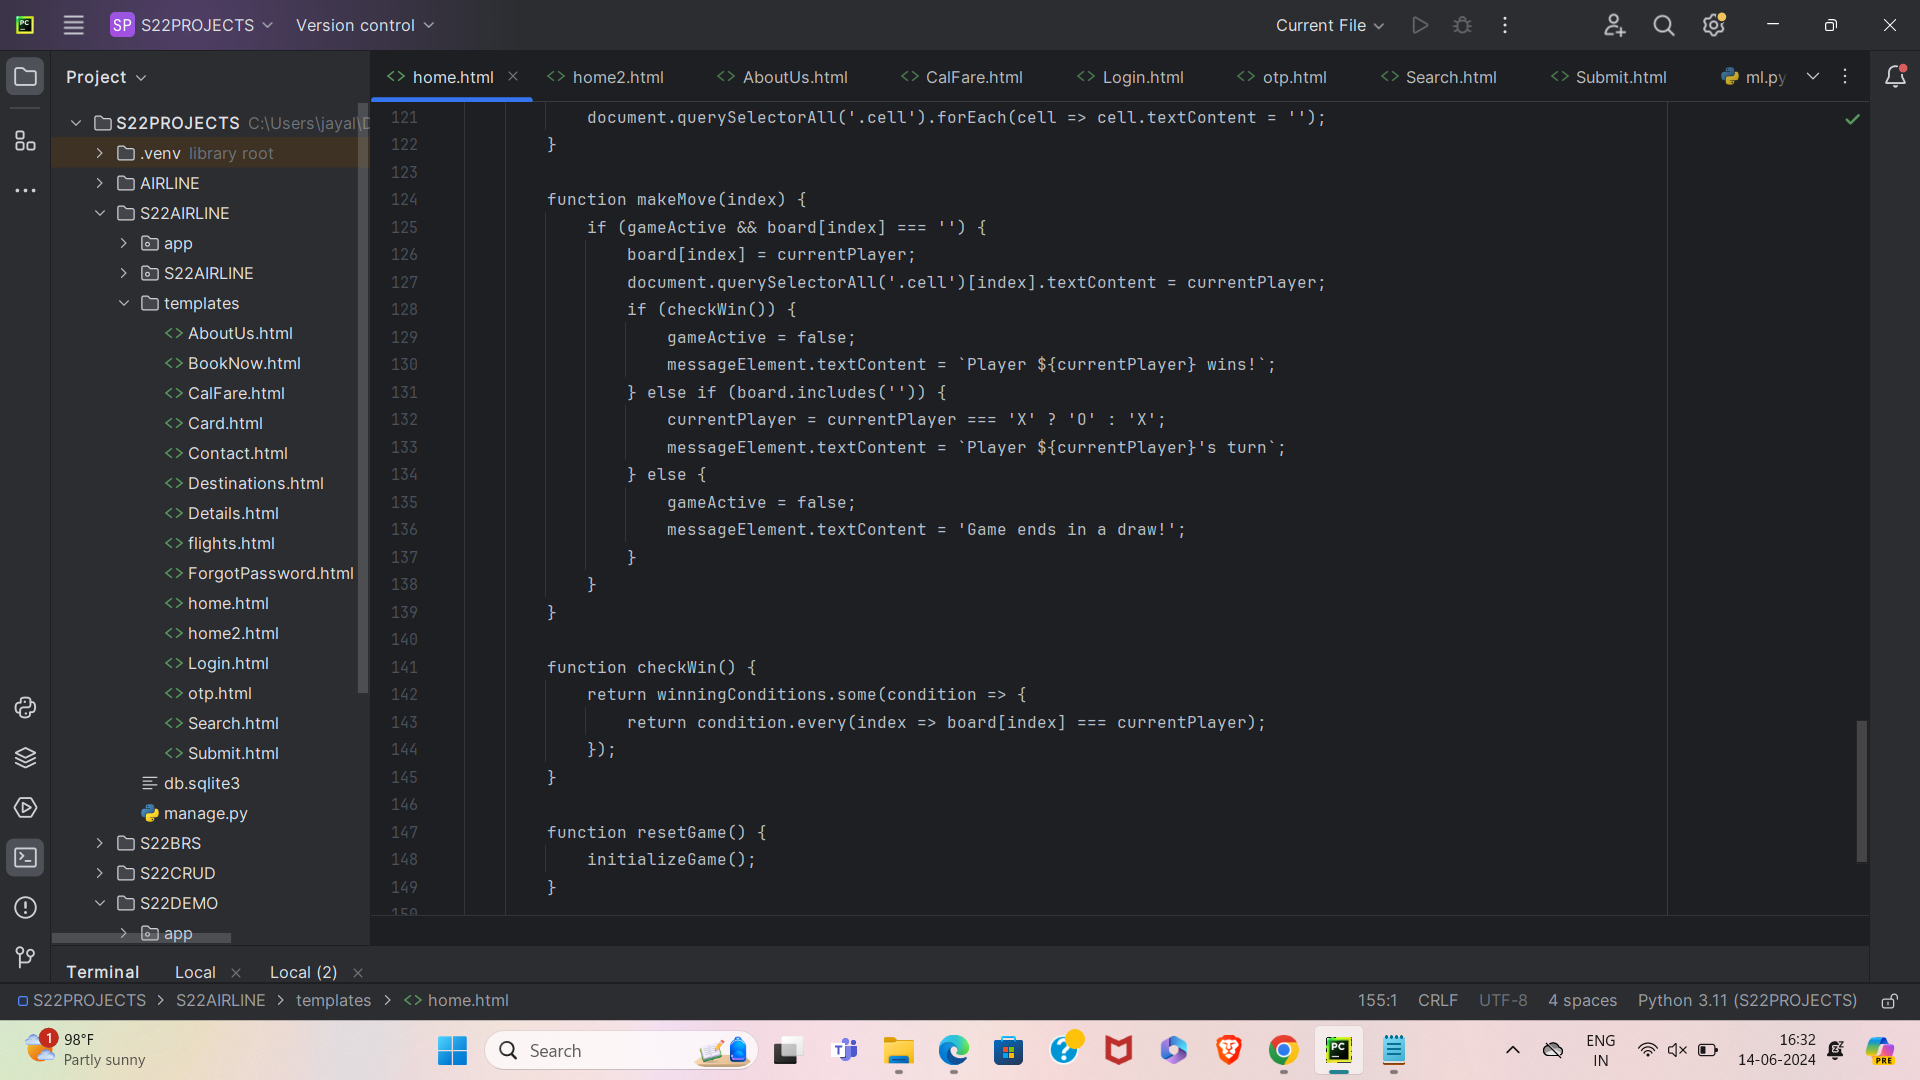 PC
SP S22PROJECTS
Version control
Current File
Project
home.html
home2.html
AboutUs.html
CalFare.html
Login.html
otp.html
Search.html
Submit.html
ml.py
S22PROJECTS C:\Users\jayal\D
.venv library root
AIRLINE
S22AIRLINE
app
S22AIRLINE
templates
AboutUs.html
BookNow.html
CalFare.html
Card.html
Contact.html
Destinations.html
Details.html
flights.html
ForgotPassword.html
home.html
home2.html
Login.html
otp.html
Search.html
Submit.html
db.sqlite3
manage.py
S22BRS
S22CRUD
S22DEMO
app
121 document.querySelectorAll('.cell').forEach(cell => cell.textContent = '');
122 }
123
124 function makeMove(index) {
125 if (gameActive && board[index] === '') {
126 board[index] = currentPlayer;
127 document.querySelectorAll('.cell')[index].textContent = currentPlayer;
128 if (checkWin()) {
129 gameActive = false;
130 messageElement.textContent = `Player ${currentPlayer} wins!`;
131 } else if (board.includes('')) {
132 currentPlayer = currentPlayer === 'X' ? 'O' : 'X';
133 messageElement.textContent = `Player ${currentPlayer}'s turn`;
134 } else {
135 gameActive = false;
136 messageElement.textContent = 'Game ends in a draw!';
137 }
138 }
139 }
140
141 function checkWin() {
142 return winningConditions.some(condition => {
143 return condition.every(index => board[index] === currentPlayer);
144 });
145 }
146
147 function resetGame() {
148 initializeGame();
149 }
150
Terminal Local Local (2)
S22PROJECTS > S22AIRLINE > templates > <> home.html
155:1 CRLF UTF-8 4 spaces Python 3.11 (S22PROJECTS)
1
98°F
Partly sunny
Search
PC
ENG
IN
16:32
14-06-2024
PRE